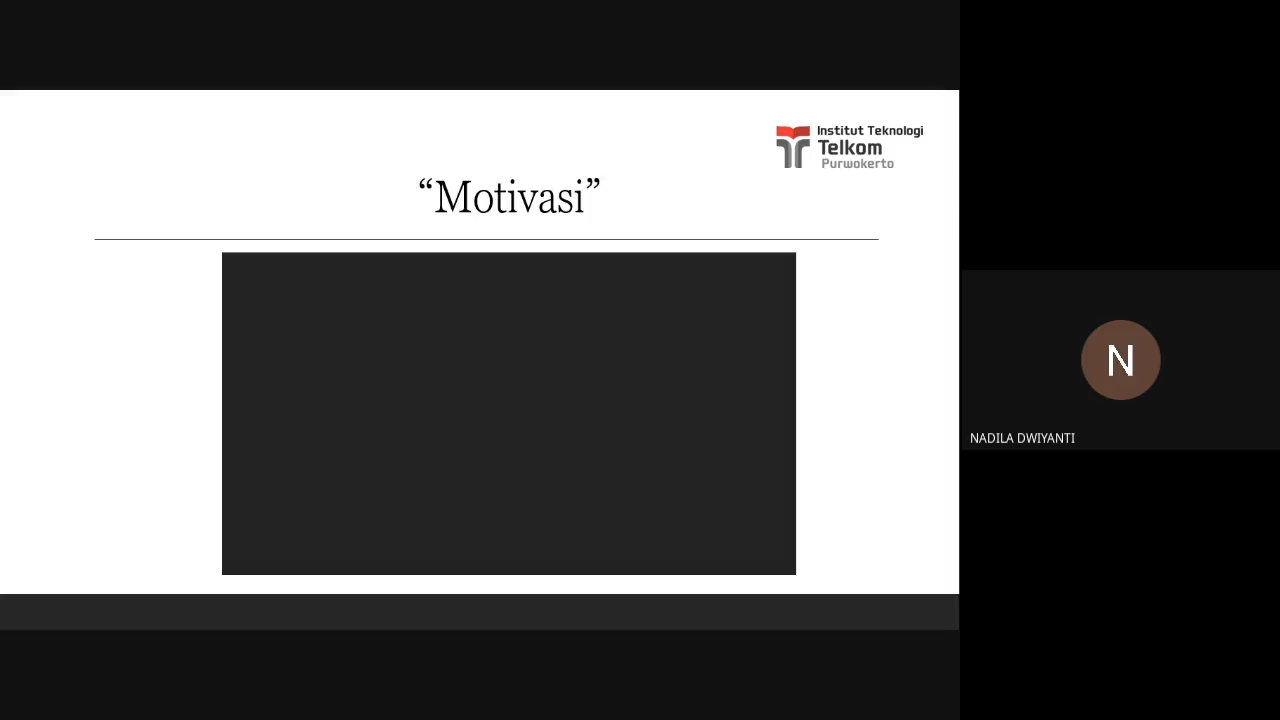 Institut Teknologi
Telkom
Purwokerto
“Motivasi”
N
NADILA DWIYANTI